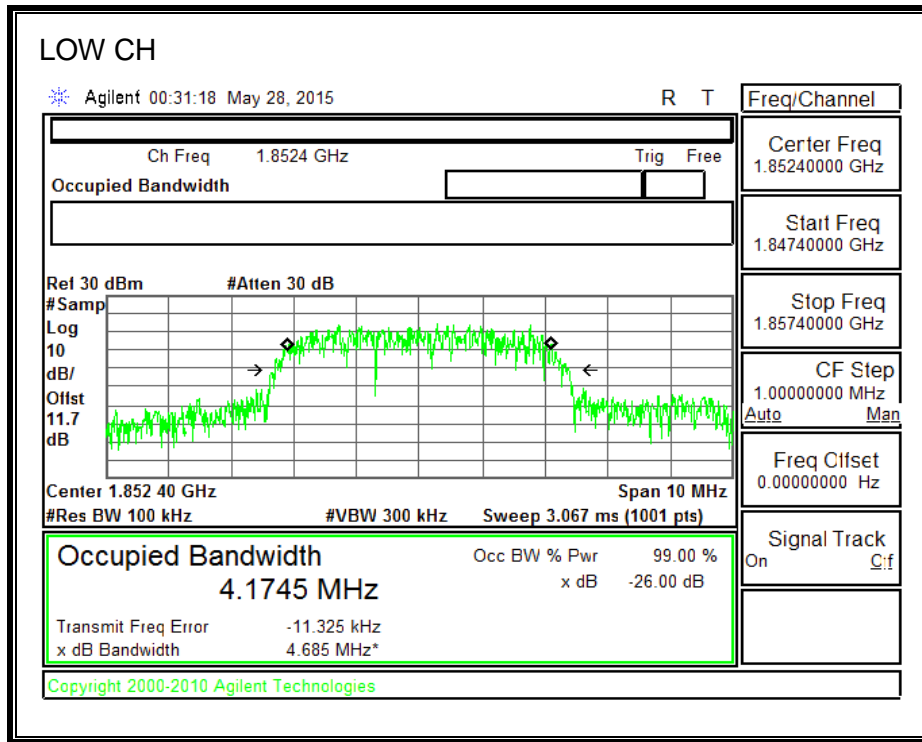 LOW CH
Agilent 00:31:18 May 28, 2015 R T
Freq/Channel
Ch Freq 1.8524 GHz Trig Free
Occupied Bandwidth
Center Freq
1.85240000 GHz
Start Freq
1.84740000 GHz
Stop Freq
1.85740000 GHz
CF Step
1.00000000 MHz
Auto Man
Freq Offset
0.00000000 Hz
Signal Track
On Off
Ref 30 dBm #Atten 30 dB
#Samp
Log
10
dB/
Offst
11.7
dB
Center 1.852 40 GHz Span 10 MHz
#Res BW 100 kHz #VBW 300 kHz Sweep 3.067 ms (1001 pts)
Occupied Bandwidth
4.1745 MHz
Occ BW % Pwr 99.00 %
x dB -26.00 dB
Transmit Freq Error -11.325 kHz
x dB Bandwidth 4.685 MHz*
Copyright 2000-2010 Agilent Technologies